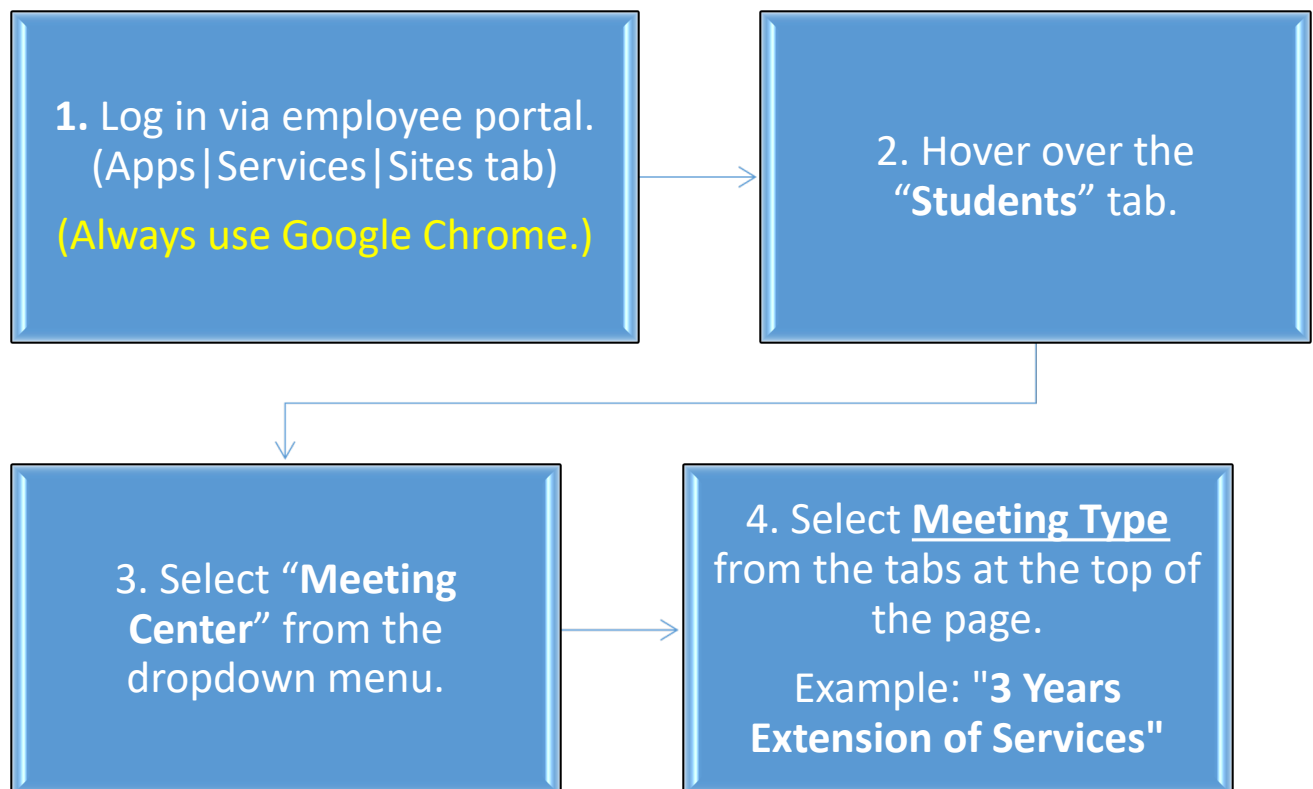 1. Log in via employee portal.
(Apps|Services|Sites tab)
(Always use Google Chrome.)
2. Hover over the
“Students” tab.
3. Select “Meeting
Center” from the
dropdown menu.
4. Select Meeting Type
from the tabs at the top of
the page.
Example: "3 Years
Extension of Services"